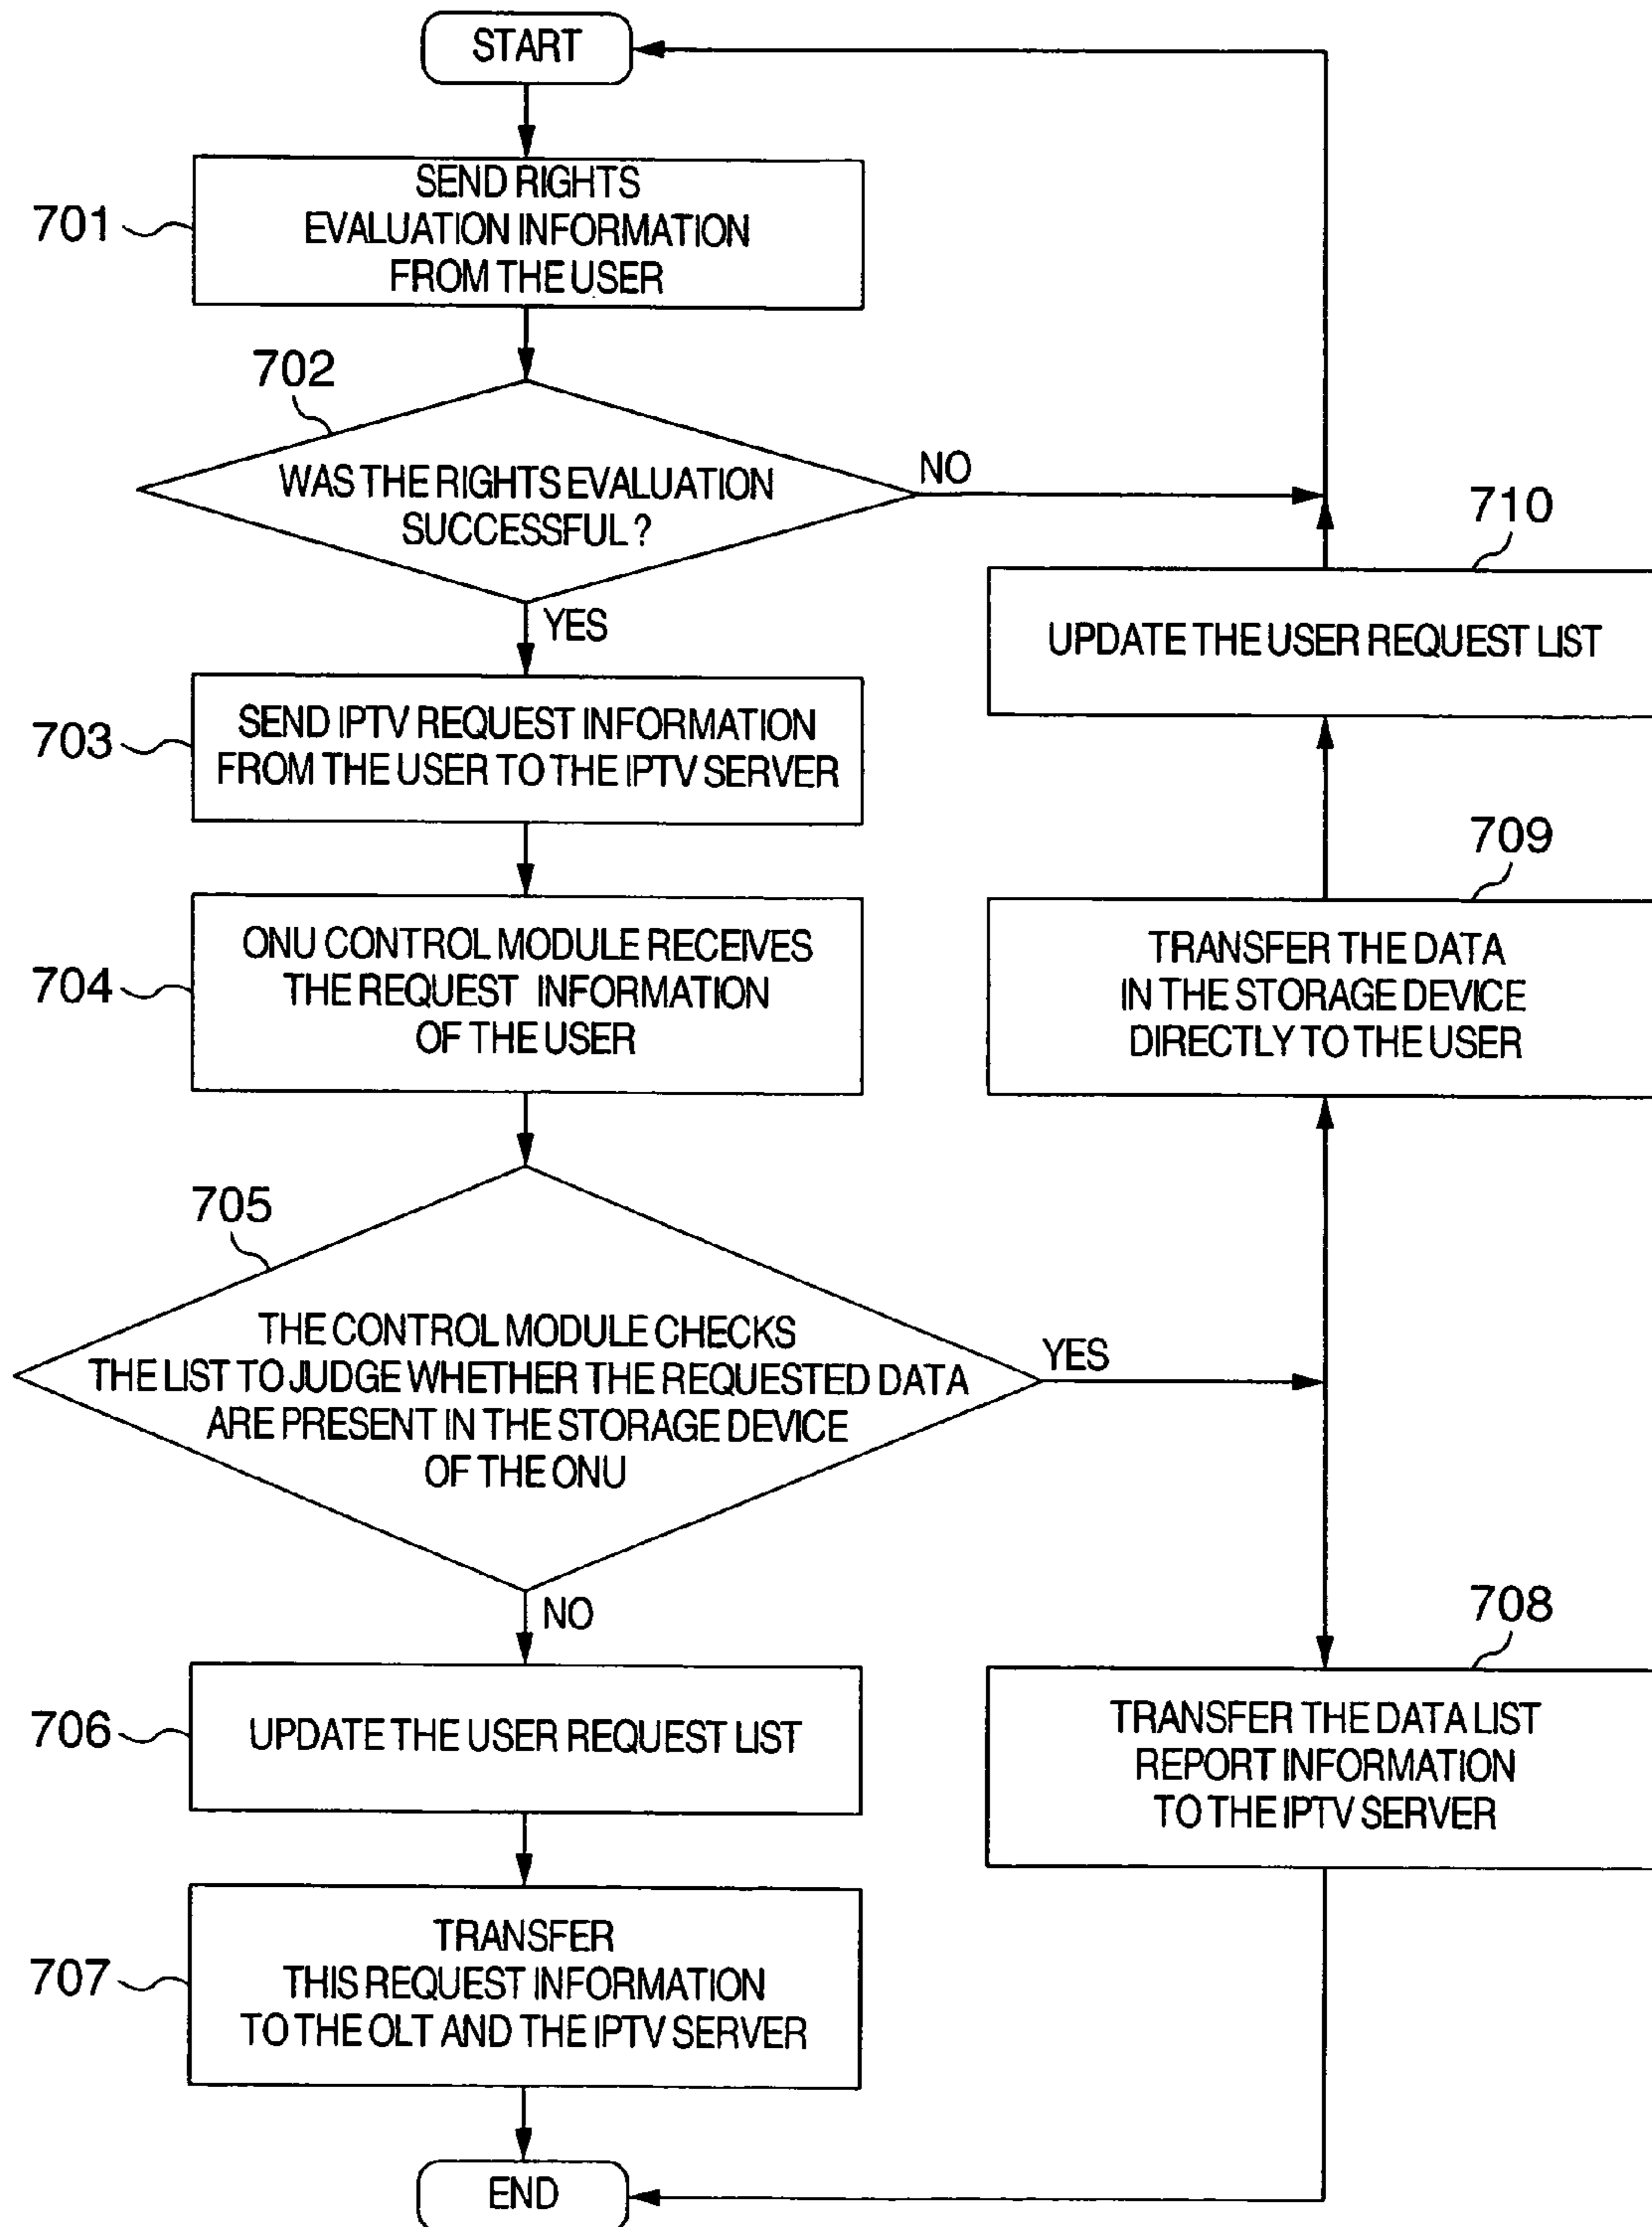 START
701
SEND RIGHTS
EVALUATION INFORMATION
FROM THE USER
702
WAS THE RIGHTS EVALUATION
SUCCESSFUL?
NO
YES
703
SEND IPTV REQUEST INFORMATION
FROM THE USER TO THE IPTV SERVER
704
ONU CONTROL MODULE RECEIVES
THE REQUEST INFORMATION
OF THE USER
705
THE CONTROL MODULE CHECKS
THE LIST TO JUDGE WHETHER THE REQUESTED DATA
ARE PRESENT IN THE STORAGE DEVICE
OF THE ONU
YES
NO
706
UPDATE THE USER REQUEST LIST
707
TRANSFER
THIS REQUEST INFORMATION
TO THE OLT AND THE IPTV SERVER
END
710
UPDATE THE USER REQUEST LIST
709
TRANSFER THE DATA
IN THE STORAGE DEVICE
DIRECTLY TO THE USER
708
TRANSFER THE DATA LIST
REPORT INFORMATION
TO THE IPTV SERVER